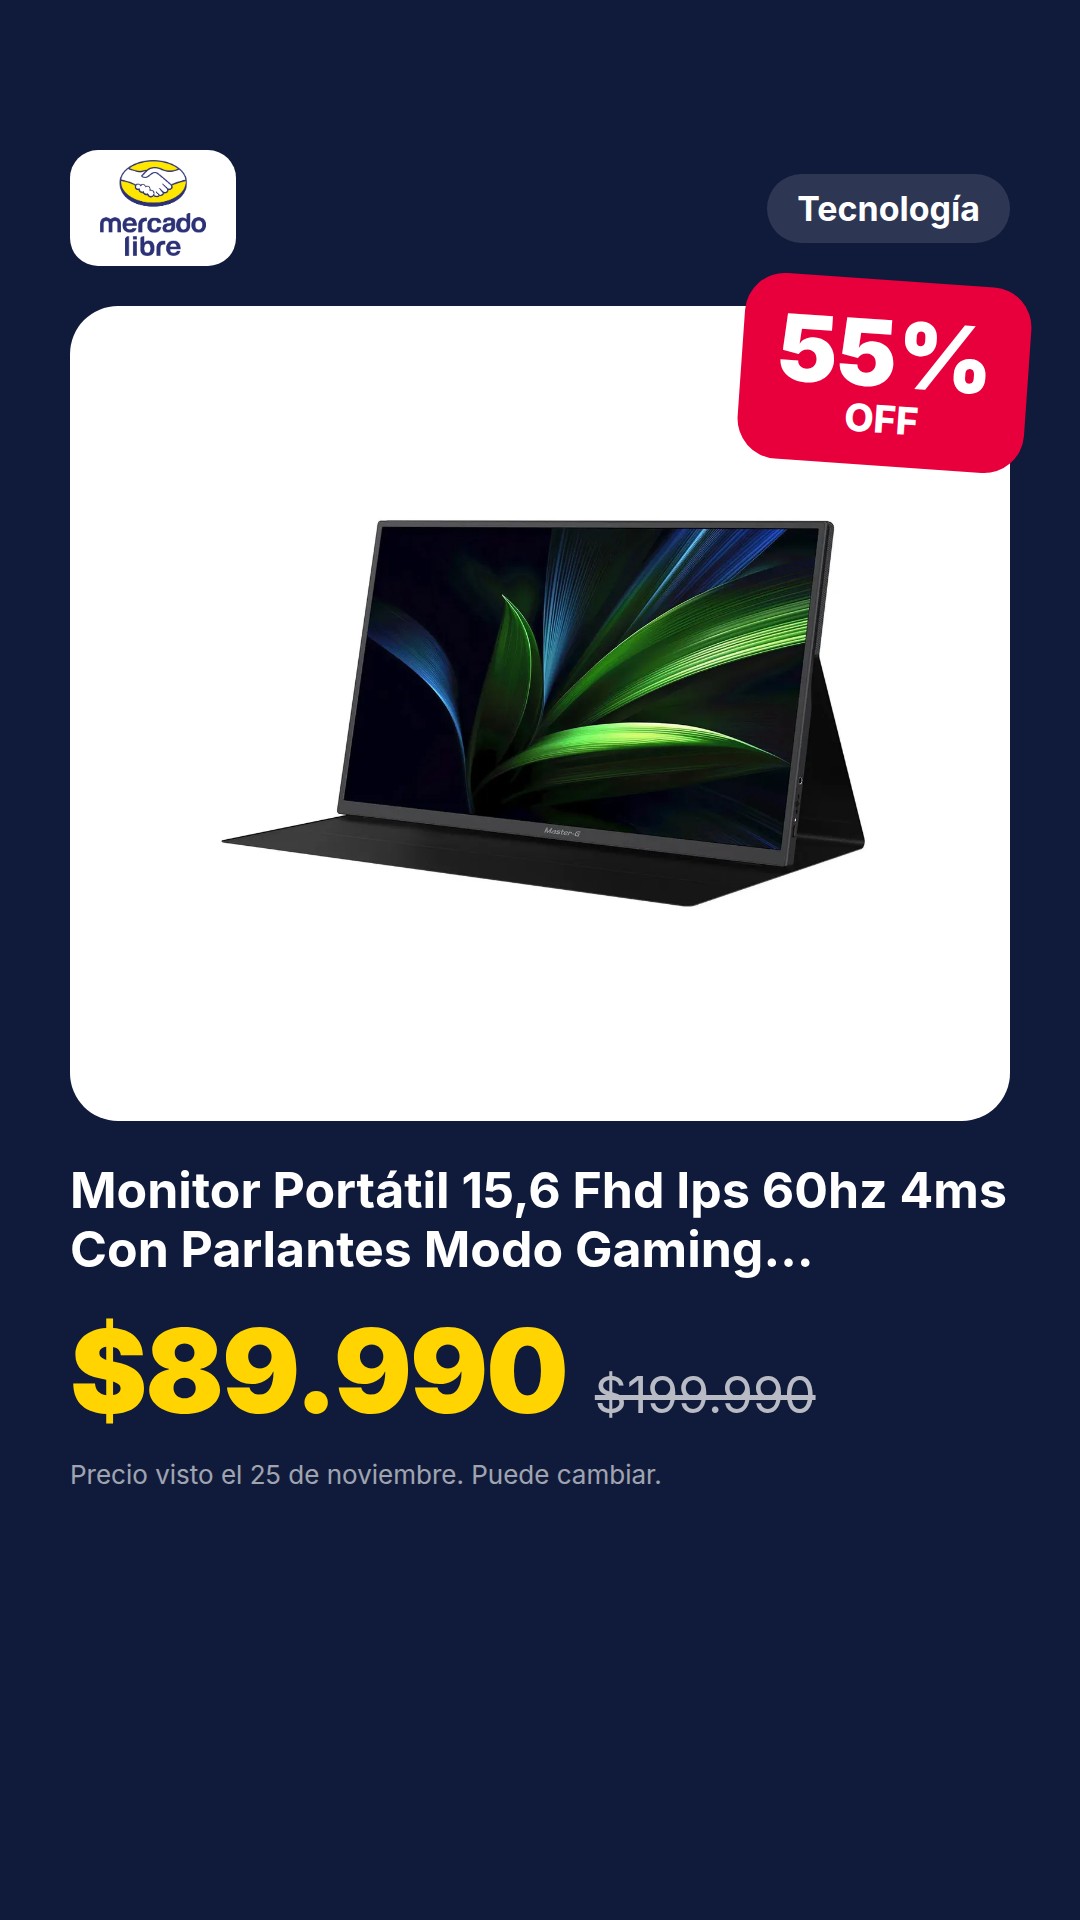 mercado
libre
Tecnología
55%
OFF
Master-G
Monitor Portátil 15,6 Fhd Ips 60hz 4ms
Con Parlantes Modo Gaming...
$89.990 $199.990
Precio visto el 25 de noviembre. Puede cambiar.